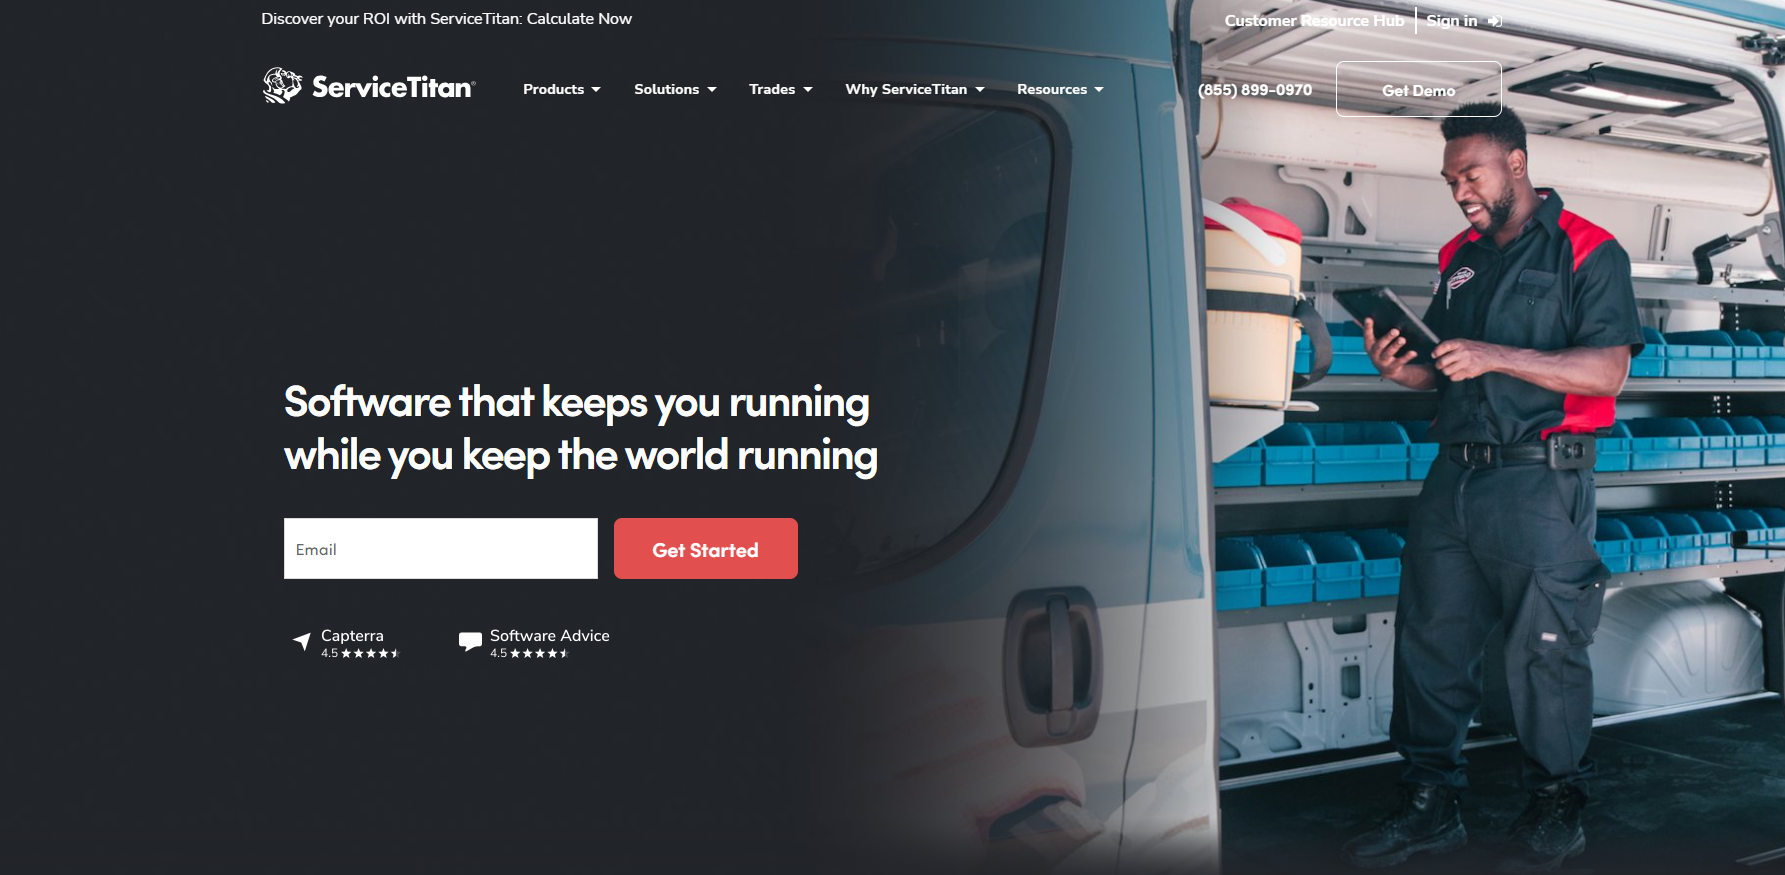 Discover your ROI with ServiceTitan: Calculate Now
Customer Resource Hub
Sign in
ServiceTitan
Products
Solutions
Trades
Why ServiceTitan
Resources
(855) 899-0970
Get Demo
Software that keeps you running
while you keep the world running
Email
Get Started
Capterra
4.5
Software Advice
4.5